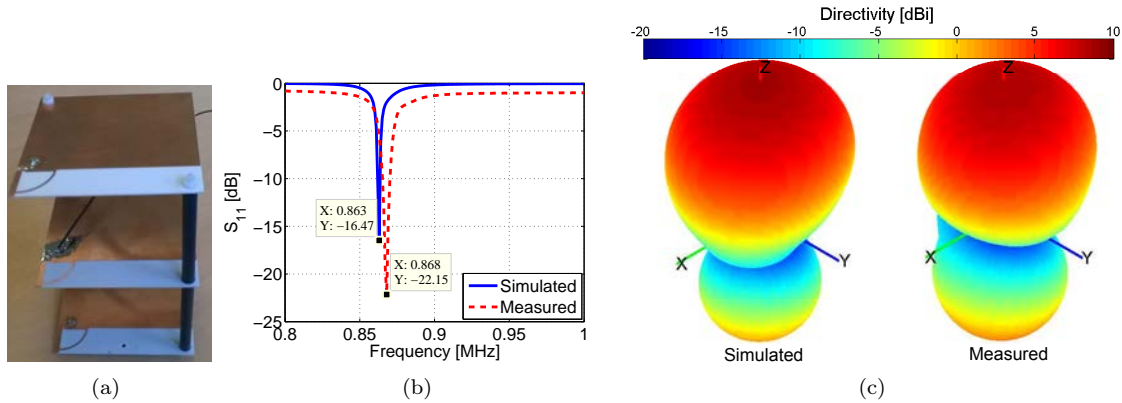 Directivity [dBi]
-20 -15 -10 -5 0 5 10
S11 [dB]
0
−5
−10
−15
−20
−25
X: 0.863
Y: −16.47
X: 0.868
Y: −22.15
Simulated
Measured
0.8 0.85 0.9 0.95 1
Frequency [MHz]
Z
X
Y
Simulated
Z
X
Y
Measured
(a)
(b)
(c)